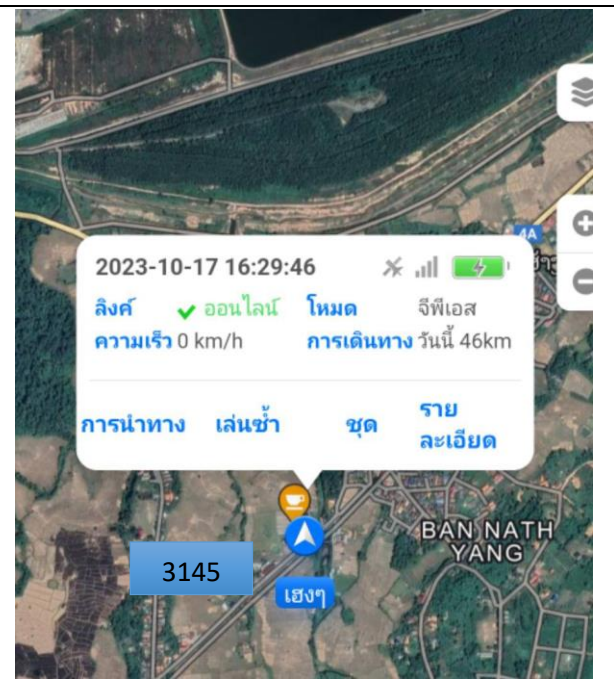 4A
2023-10-17 16:29:46
ลิงค์ ออนไลน์ โหมด จีพีเอส
ความเร็ว 0 km/h การเดินทาง วันนี้ 46km
การนำทาง เล่นซ้ำ ชุด ราย
ละเอียด
BAN NATH
YANG
3145
เฮงๆ